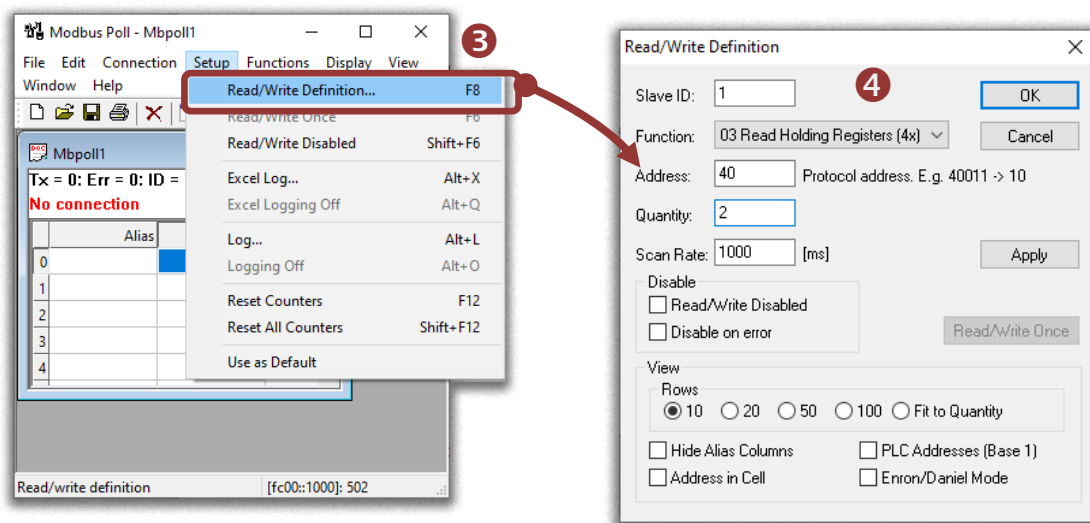 Modbus Poll - Mbpoll1
3
File Edit Connection Setup Functions Display View
Window Help
Read/Write Definition... F8
Read/Write Once F6
Read/Write Disabled Shift+F6
Excel Log... Alt+X
Excel Logging Off Alt+Q
Log... Alt+L
Logging Off Alt+O
Reset Counters F12
Reset All Counters Shift+F12
Use as Default
Mbpoll1
Tx = 0: Err = 0: ID =
No connection
Alias
0
1
2
3
4
Read/write definition [fc00::1000]: 502
Read/Write Definition
4
Slave ID: 1 OK
Function: 03 Read Holding Registers (4x) Cancel
Address: 40 Protocol address. E.g. 40011 -> 10
Quantity: 2
Scan Rate: 1000 [ms] Apply
Disable
Read/Write Disabled
Disable on error Read/Write Once
View
Rows
10 20 50 100 Fit to Quantity
Hide Alias Columns PLC Addresses (Base 1)
Address in Cell Enron/Daniel Mode